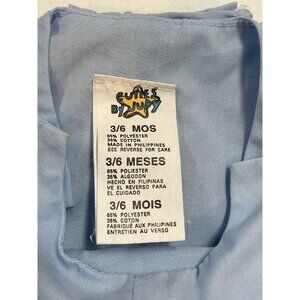 CUTIES
BY JUDY
3/6 MOS
65% POLYESTER
35% COTTON
MADE IN PHILIPPINES
SEE REVERSE FOR CARE
3/6 MESES
65% POLIESTER
35% ALGODON
HECHO EN FILIPINAS
VE EL REVERSO PARA
EL CUIDADO
3/6 MOIS
65% POLYESTER
35% COTON
FABRIQUE AUX PHILIPPINES
ENTRETIEN AU VERSO